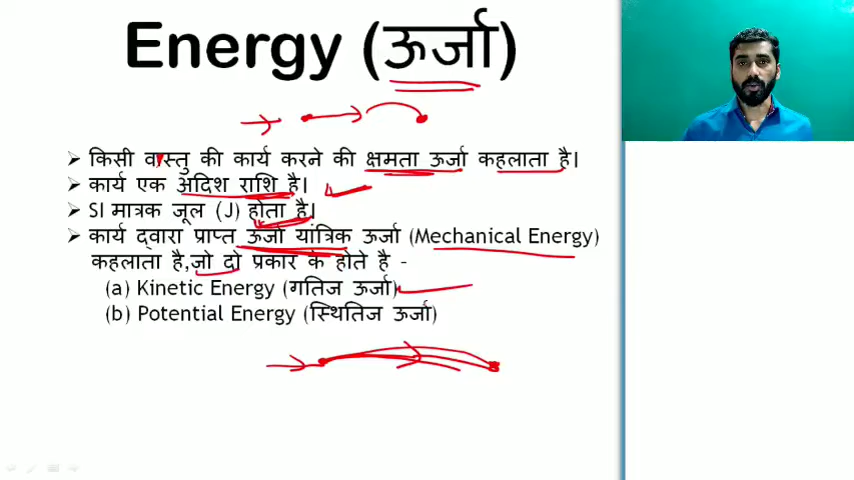 Energy (ऊर्जा)
➢ किसी वास्तु की कार्य करने की क्षमता ऊर्जा कहलाता है।
➢ कार्य एक अदिश राशि है।
➢ SI मात्रक जूल (J) होता है।
➢ कार्य द्वारा प्राप्त ऊर्जा यांत्रिक ऊर्जा (Mechanical Energy)
कहलाता है,जो दो प्रकार के होते है -
(a) Kinetic Energy (गतिज ऊर्जा)
(b) Potential Energy (स्थितिज ऊर्जा)